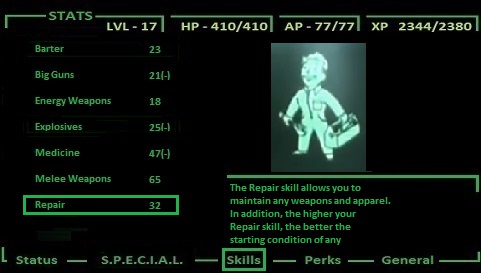 STATS
LVL - 17 HP - 410/410 AP - 77/77 XP 2344/2380
Barter 23
Big Guns 21(-)
Energy Weapons 18
Explosives 25(-)
Medicine 47(-)
Melee Weapons 65
Repair 32
The Repair skill allows you to
maintain any weapons and apparel.
In addition, the higher your
Repair skill, the better the
starting condition of any
Status S.P.E.C.I.A.L. Skills Perks General